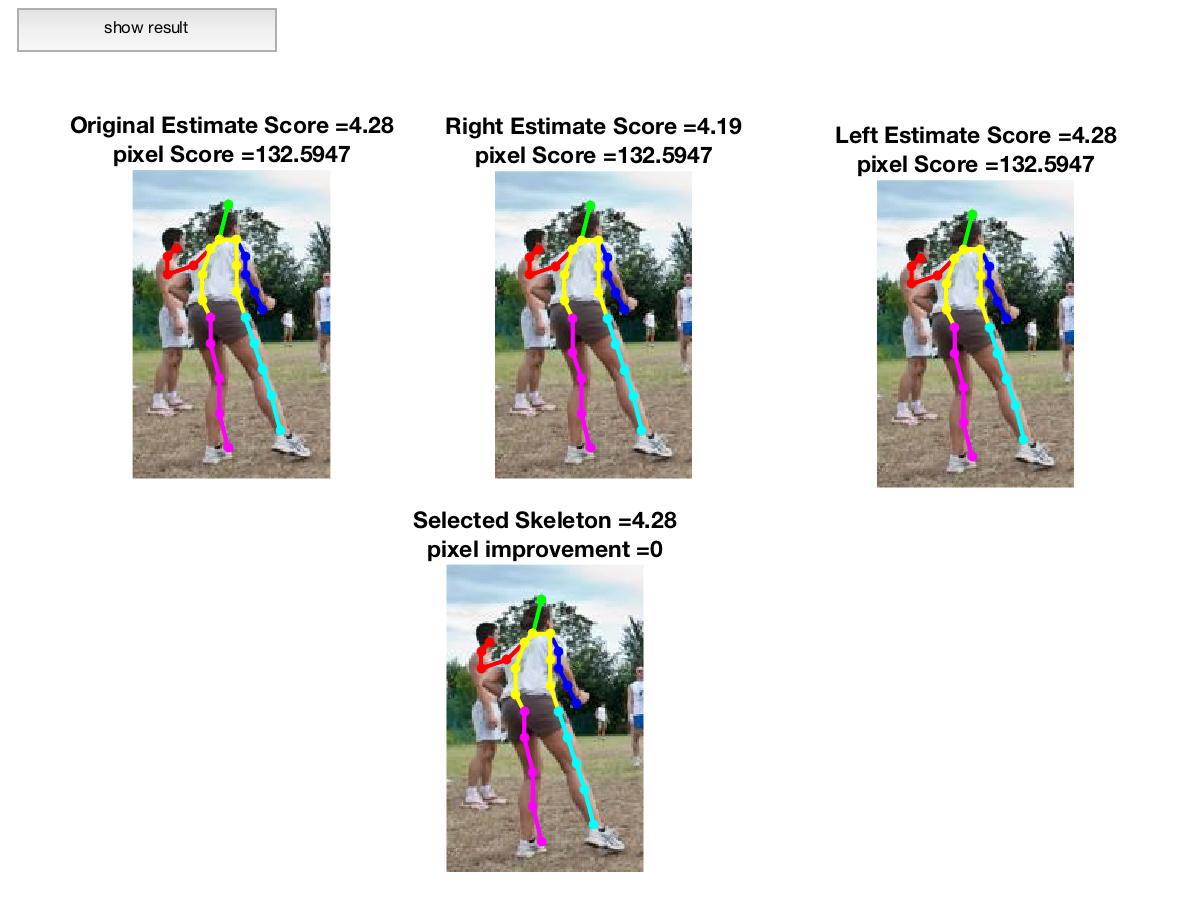 show result
Original Estimate Score =4.28
pixel Score =132.5947
Right Estimate Score =4.19
pixel Score =132.5947
Left Estimate Score =4.28
pixel Score =132.5947
Selected Skeleton =4.28
pixel improvement =0